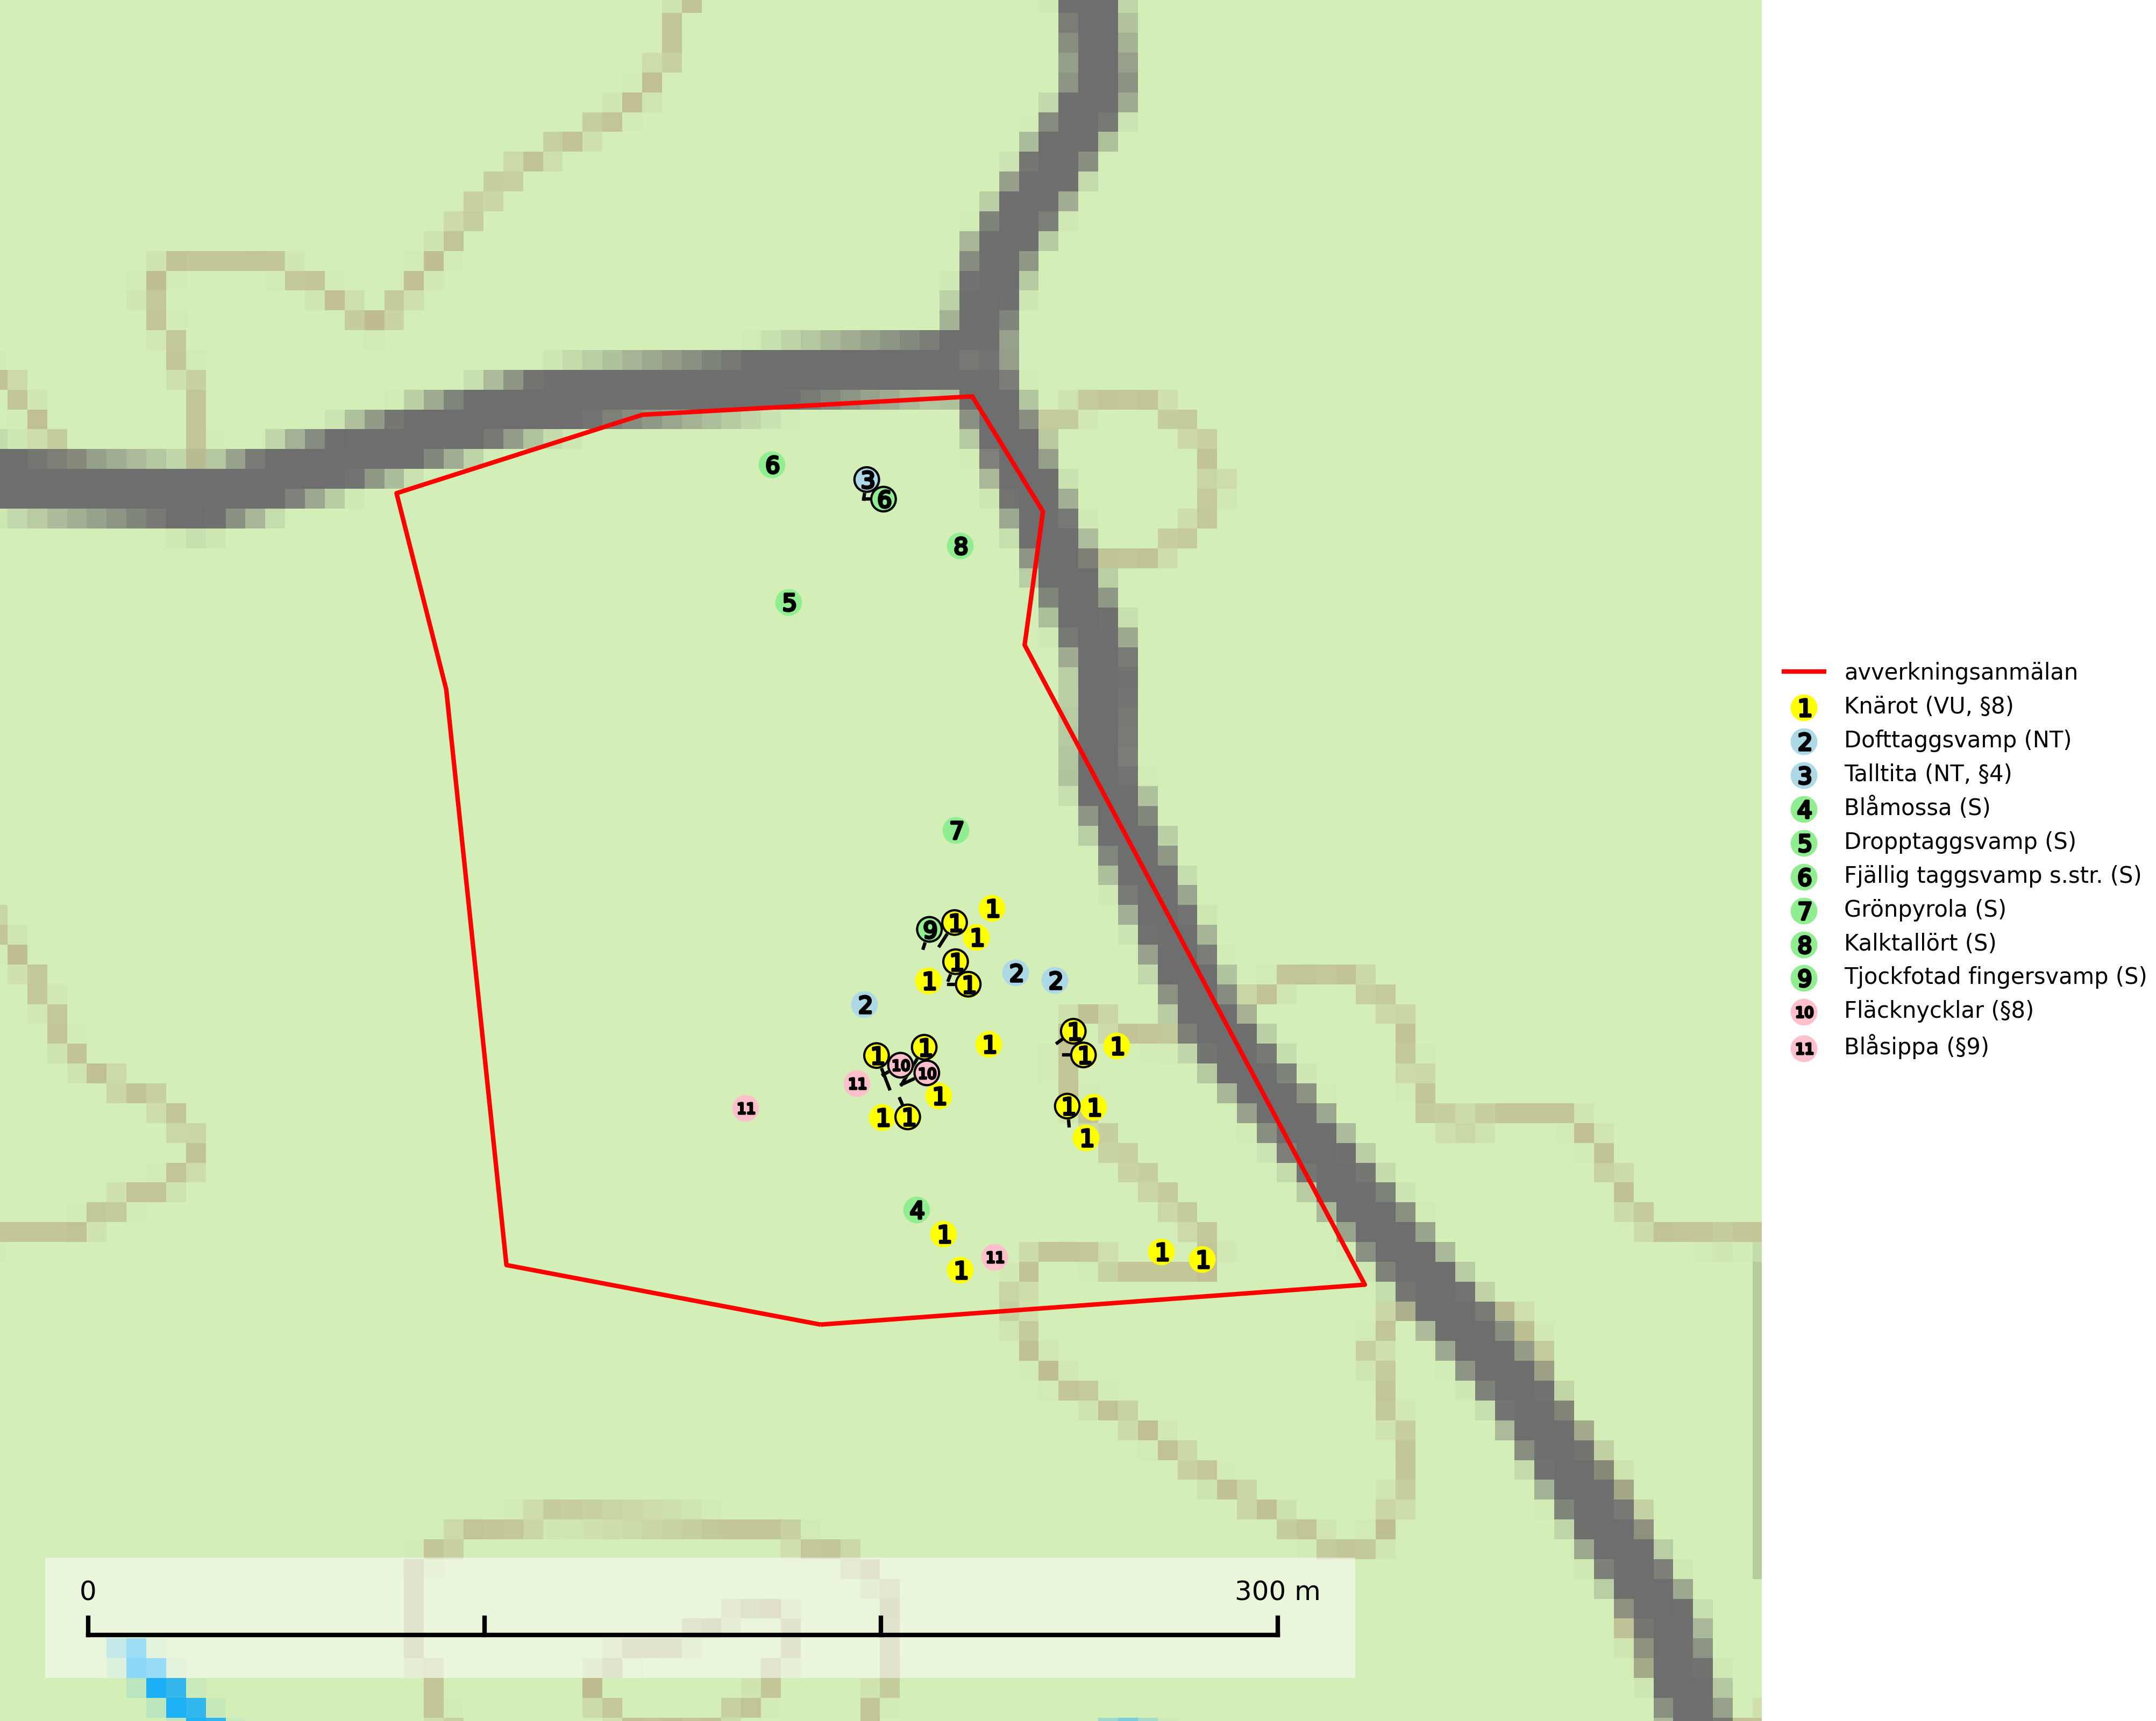 6
3
6
8
5
7
1
9 1
1
1
2
1 1 2
2
1
1 1 1
1 1
10
10
11
1
11 1 1
1 1
1
4
1
11 1
1
1
avverkningsanmälan
1 Knärot (VU, §8)
2 Dofttaggsvamp (NT)
3 Talltita (NT, §4)
4 Blåmossa (S)
5 Dropptaggsvamp (S)
6 Fjällig taggsvamp s.str. (S)
7 Grönpyrola (S)
8 Kalktallört (S)
9 Tjockfotad fingersvamp (S)
10 Fläcknycklar (§8)
11 Blåsippa (§9)
0 300 m